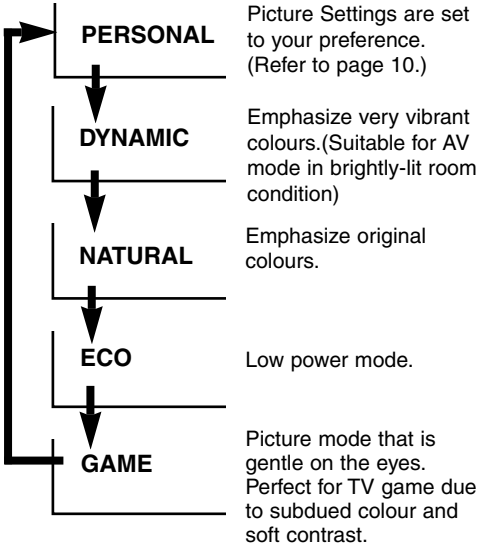 PERSONAL
Picture Settings are set
to your preference.
(Refer to page 10.)
DYNAMIC
Emphasize very vibrant
colours.(Suitable for AV
mode in brightly-lit room
condition)
NATURAL
Emphasize original
colours.
ECO
Low power mode.
GAME
Picture mode that is
gentle on the eyes.
Perfect for TV game due
to subdued colour and
soft contrast.